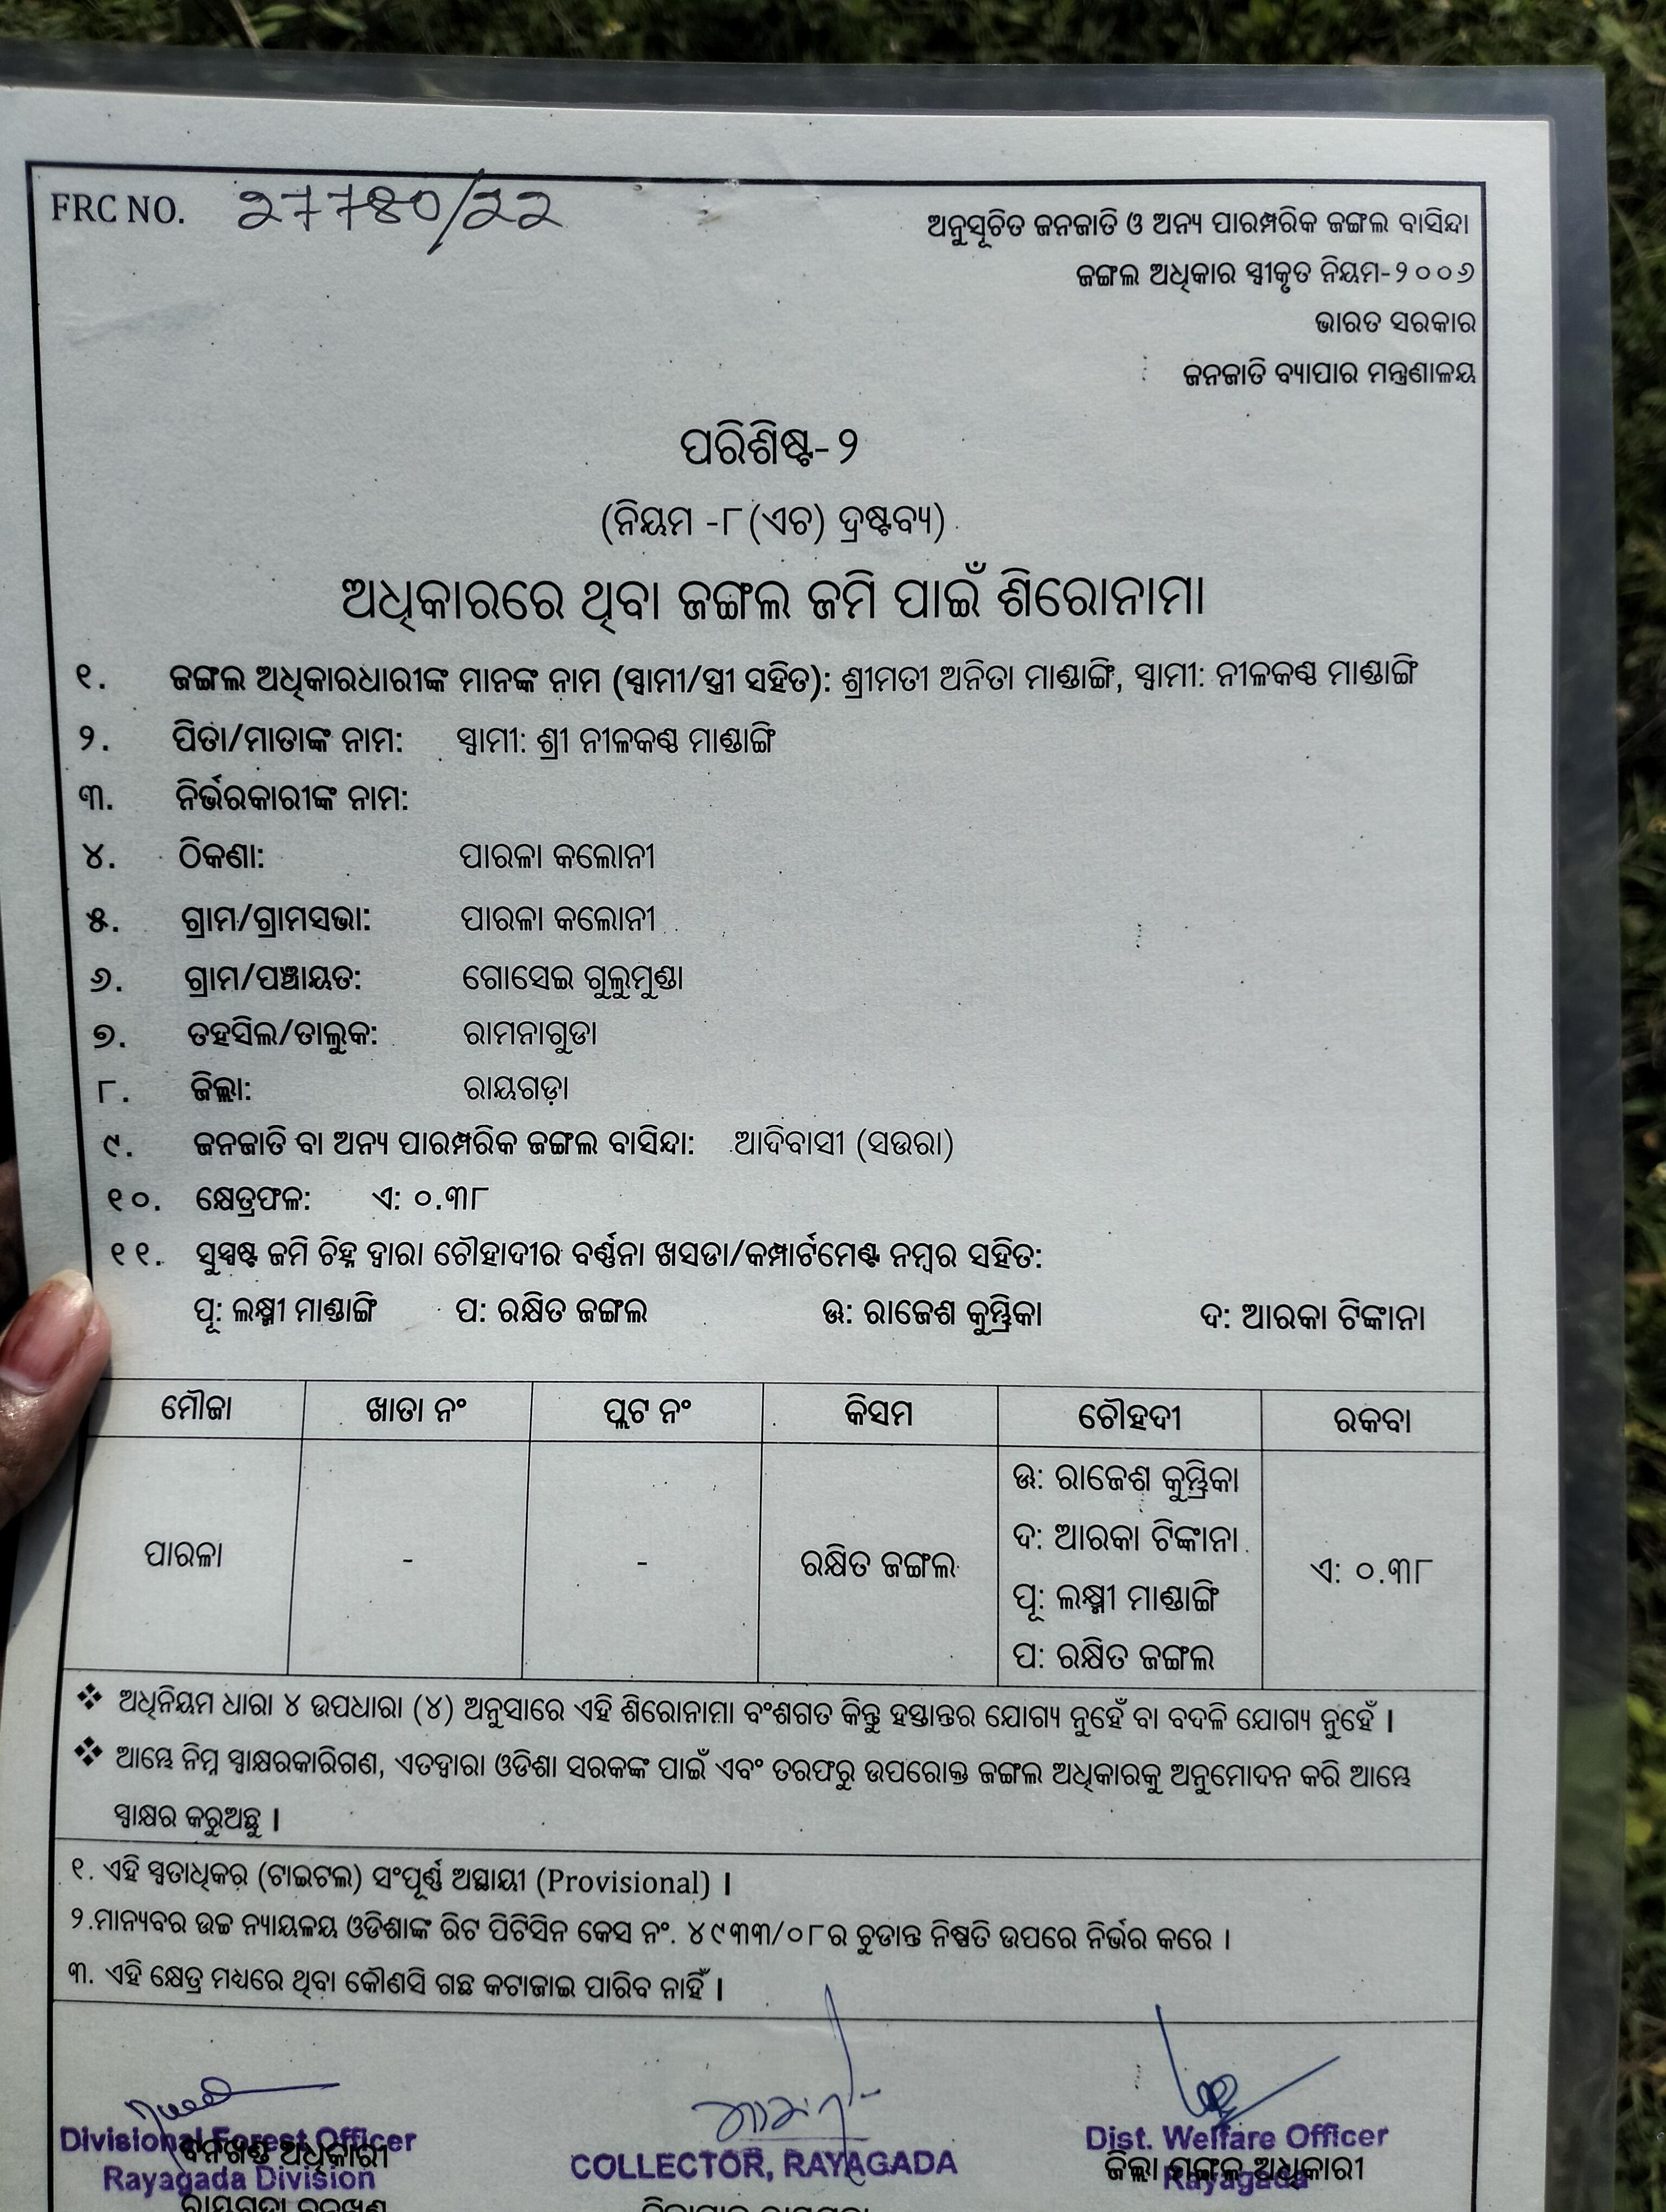 FRC NO. 27780/22
ଅନୁସୂଚିତ ଜନଜାତି ଓ ଅନ୍ୟ ପାରମ୍ପରିକ ଜଙ୍ଗଲ ବାସିନ୍ଦା
ଜଙ୍ଗଲ ଅଧିକାର ସ୍ୱୀକୃତ ନିୟମ-୨୦୦୬
ଭାରତ ସରକାର
ଜନଜାତି ବ୍ୟାପାର ମନ୍ତ୍ରଣାଳୟ
ପରିଶିଷ୍ଟ-୨
(ନିୟମ -୮(ଏଚ) ଦ୍ରଷ୍ଟବ୍ୟ)
ଅଧିକାରରେ ଥିବା ଜଙ୍ଗଲ ଜମି ପାଇଁ ଶିରୋନାମା
୧. ଜଙ୍ଗଲ ଅଧିକାରଧାରୀଙ୍କ ମାନଙ୍କ ନାମ (ସ୍ୱାମୀ/ସ୍ତ୍ରୀ ସହିତ): ଶ୍ରୀମତୀ ଅନିତା ମାଣ୍ଡାଙ୍ଗି, ସ୍ୱାମୀ: ନୀଳକଣ୍ଠ ମାଣ୍ଡାଙ୍ଗି
୨. ପିତା/ମାତାଙ୍କ ନାମ: ସ୍ୱାମୀ: ଶ୍ରୀ ନୀଳକଣ୍ଠ ମାଣ୍ଡାଙ୍ଗି
୩. ନିର୍ଭରକାରୀଙ୍କ ନାମ:
୪. ଠିକଣା: ପାରଳା କଲୋନୀ
୫. ଗ୍ରାମ/ଗ୍ରାମସଭା: ପାରଳା କଲୋନୀ
୬. ଗ୍ରାମ/ପଞ୍ଚାୟତ: ଗୋସେଇ ଗୁଲୁମୁଣ୍ଡା
୭. ତହସିଲ/ତାଲୁକ: ରାମନାଗୁଡା
୮. ଜିଲ୍ଲା: ରାୟଗଡ଼ା
୯. ଜନଜାତି ବା ଅନ୍ୟ ପାରମ୍ପରିକ ଜଙ୍ଗଲ ବାସିନ୍ଦା: ଆଦିବାସୀ (ସଉରା)
୧୦. କ୍ଷେତ୍ରଫଳ: ଏ: ୦.୩୮
୧୧. ସୁସ୍ପଷ୍ଟ ଜମି ଚିହ୍ନ ଦ୍ୱାରା ଚୌହାଦୀର ବର୍ଣ୍ଣନା ଖସଡା/କମ୍ପାର୍ଟମେଣ୍ଟ ନମ୍ବର ସହିତ:
ପୂ: ଲକ୍ଷ୍ମୀ ମାଣ୍ଡାଙ୍ଗି ପ: ରକ୍ଷିତ ଜଙ୍ଗଲ ଉ: ରାଜେଶ କୁମ୍ଭ୍ରିକା ଦ: ଆରକା ଟିଙ୍କାନା
ମୌଜା ଖାତା ନଂ ପ୍ଲଟ ନଂ କିସମ ଚୌହଦୀ ରକବା
ପାରଳା - - ରକ୍ଷିତ ଜଙ୍ଗଲ ଏ: ୦.୩୮
ଉ: ରାଜେଶ କୁମ୍ଭ୍ରିକା
ଦ: ଆରକା ଟିଙ୍କାନା
ପୂ: ଲକ୍ଷ୍ମୀ ମାଣ୍ଡାଙ୍ଗି
ପ: ରକ୍ଷିତ ଜଙ୍ଗଲ
❖ ଅଧିନିୟମ ଧାରା ୪ ଉପଧାରା (୪) ଅନୁସାରେ ଏହି ଶିରୋନାମା ବଂଶଗତ କିନ୍ତୁ ହସ୍ତାନ୍ତର ଯୋଗ୍ୟ ନୁହେଁ ବା ବଦଳି ଯୋଗ୍ୟ ନୁହେଁ ।
❖ ଆମ୍ଭେ ନିମ୍ନ ସ୍ୱାକ୍ଷରକାରିଗଣ, ଏତଦ୍ୱାରା ଓଡିଶା ସରକଙ୍କ ପାଇଁ ଏବଂ ତରଫରୁ ଉପରୋକ୍ତ ଜଙ୍ଗଲ ଅଧିକାରକୁ ଅନୁମୋଦନ କରି ଆମ୍ଭେ
ସ୍ୱାକ୍ଷର କରୁଅଛୁ ।
୧. ଏହି ସ୍ୱତାଧିକର (ଟାଇଟଲ) ସଂପୂର୍ଣ୍ଣ ଅସ୍ଥାୟୀ (Provisional) ।
୨.ମାନ୍ୟବର ଉଚ୍ଚ ନ୍ୟାୟଳୟ ଓଡିଶାଙ୍କ ରିଟ ପିଟିସିନ କେସ ନଂ. ୪୯୩୩/୦୮ର ଚୁଡାନ୍ତ ନିଷ୍ପତି ଉପରେ ନିର୍ଭର କରେ ।
୩. ଏହି କ୍ଷେତ୍ର ମଧ୍ୟରେ ଥିବା କୌଣସି ଗଛ କଟାଜାଇ ପାରିବ ନାହିଁ ।
Divisional Forest Officer
ବନଖଣ୍ଡ ଅଧିକାରୀ
Rayagada Division
COLLECTOR, RAYAGADA
Dist. Welfare Officer
ଜିଲ୍ଲା ମଙ୍ଗଳ ଅଧିକାରୀ
Rayagada